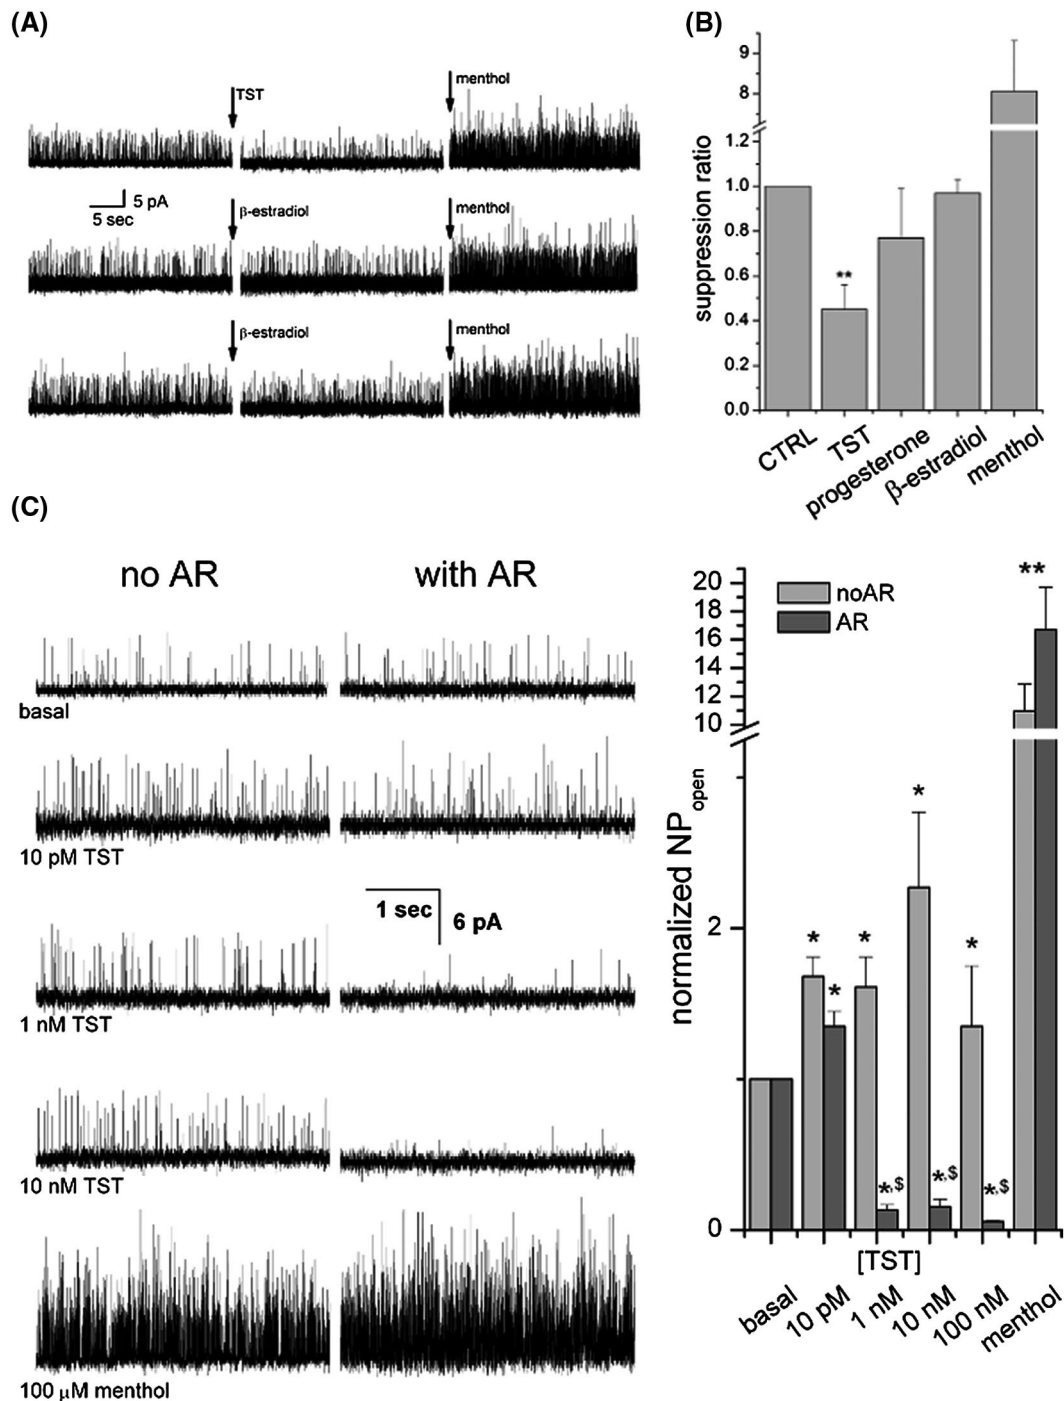 (A)
TST
menthol
5 pA
5 sec
β-estradiol
menthol
β-estradiol
menthol
(B)
suppression ratio
9
8
1.2
1.0
0.8
0.6
0.4
0.2
0.0
**
CTRL
TST
progesterone
β-estradiol
menthol
(C)
no AR
with AR
basal
10 pM TST
1 sec
6 pA
1 nM TST
10 nM TST
100 μM menthol
normalized NPopen
20
18
16
14
12
10
2
0
noAR
AR
**
*
*
*
*
*
*,$
*,$
*,$
[TST]
basal
10 pM
1 nM
10 nM
100 nM
menthol